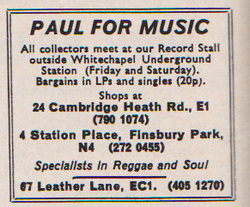 PAUL FOR MUSIC
All collectors meet at our Record Stall
outside Whitechapel Underground
Station (Friday and Saturday).
Bargains in LPs and singles (20p).
Shops at
24 Cambridge Heath Rd., E1
(790 1074)
4 Station Place, Finsbury Park,
N4 (272 0455)
Specialists in Reggae and Soul
67 Leather Lane, EC1. (405 1270)